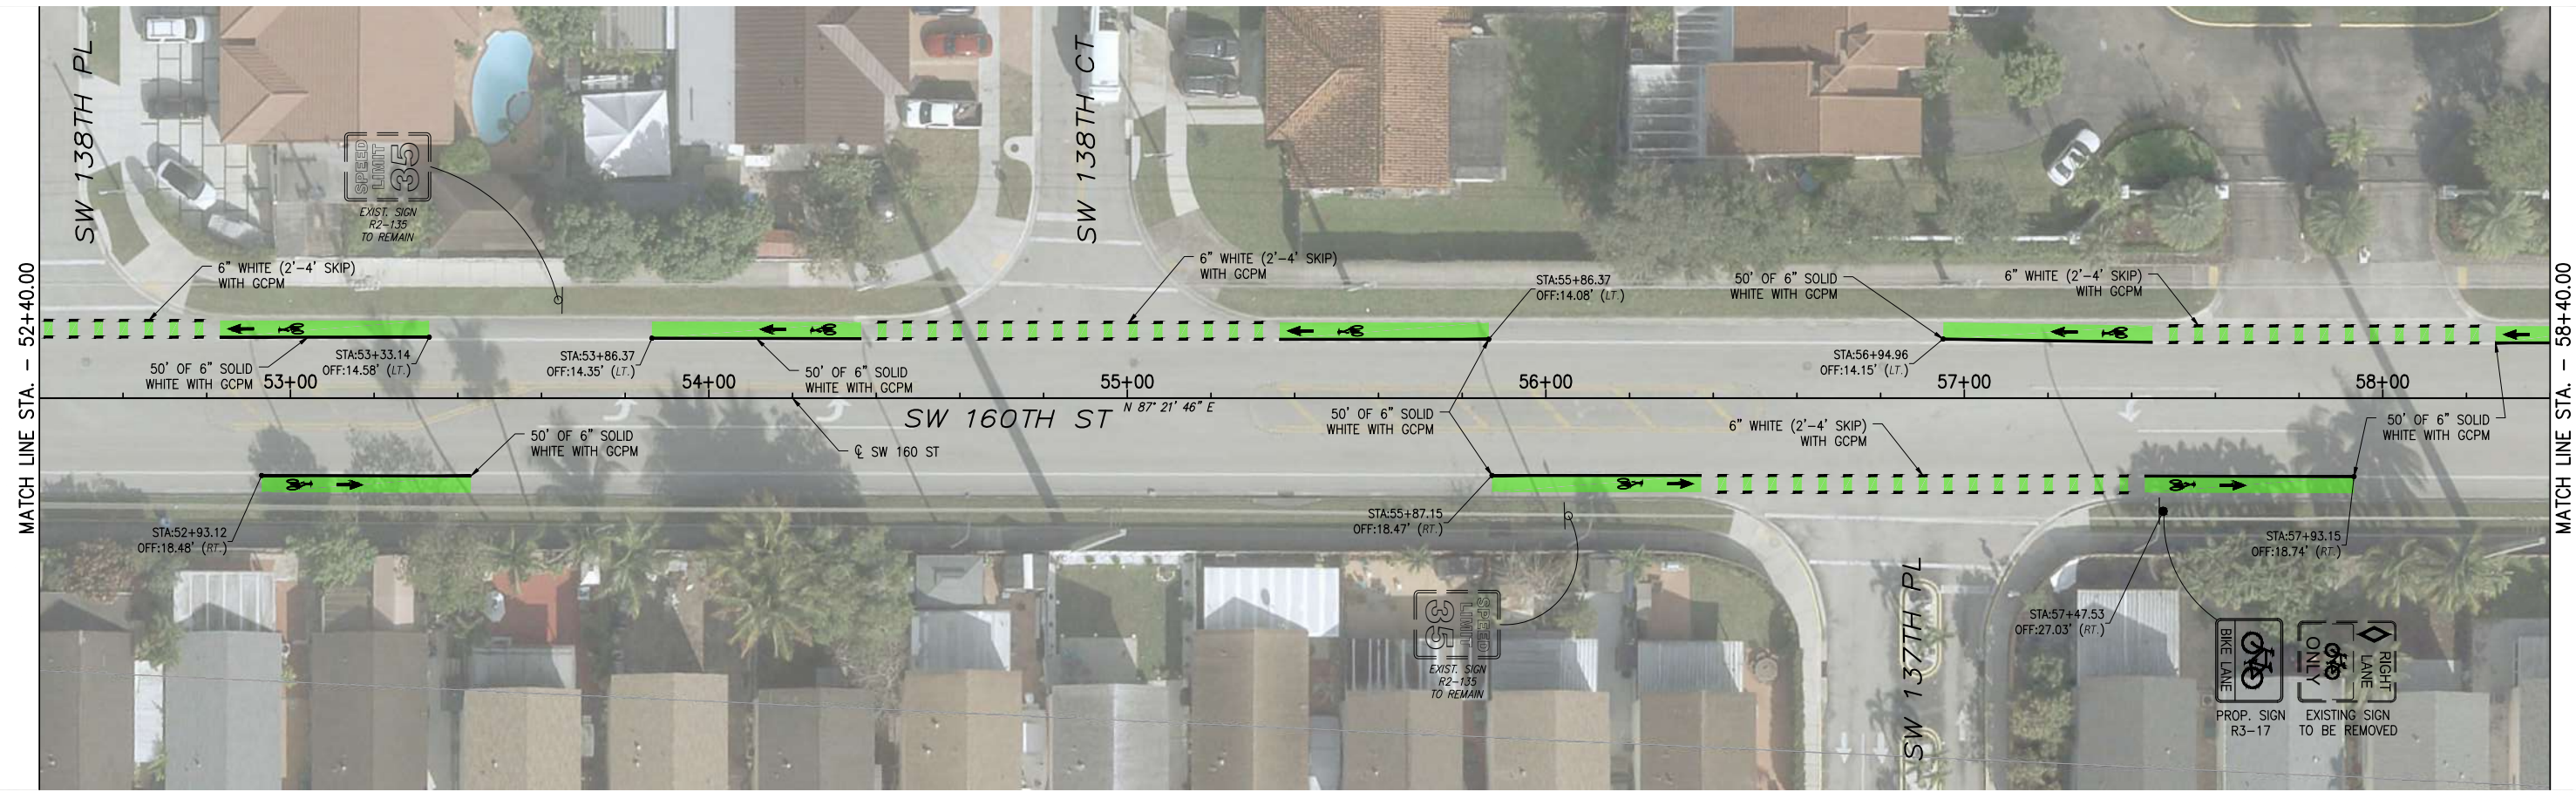 MATCH LINE STA. - 52+40.00
SW 138TH PL
SPEED
LIMIT
35
EXIST. SIGN
R2-135
TO REMAIN
6" WHITE (2'-4' SKIP)
WITH GCPM
50' OF 6" SOLID
WHITE WITH GCPM
STA:53+33.14
OFF:14.58' (LT.)
STA:53+86.37
OFF:14.35' (LT.)
50' OF 6" SOLID
WHITE WITH GCPM
SW 138TH CT
6" WHITE (2'-4' SKIP)
WITH GCPM
STA:55+86.37
OFF:14.08' (LT.)
50' OF 6" SOLID
WHITE WITH GCPM
STA:56+94.96
OFF:14.15' (LT.)
6" WHITE (2'-4' SKIP)
WITH GCPM
53+00
54+00
55+00
56+00
57+00
58+00
SW 160TH ST
N 87° 21' 46" E
℄ SW 160 ST
50' OF 6" SOLID
WHITE WITH GCPM
50' OF 6" SOLID
WHITE WITH GCPM
6" WHITE (2'-4' SKIP)
WITH GCPM
50' OF 6" SOLID
WHITE WITH GCPM
STA:52+93.12
OFF:18.48' (RT.)
STA:55+87.15
OFF:18.47' (RT.)
STA:57+93.15
OFF:18.74' (RT.)
STA:57+47.53
OFF:27.03' (RT.)
SPEED
LIMIT
35
EXIST. SIGN
R2-135
TO REMAIN
SW 137TH PL
BIKE LANE
PROP. SIGN
R3-17
RIGHT
LANE
ONLY
EXISTING SIGN
TO BE REMOVED
MATCH LINE STA. - 58+40.00